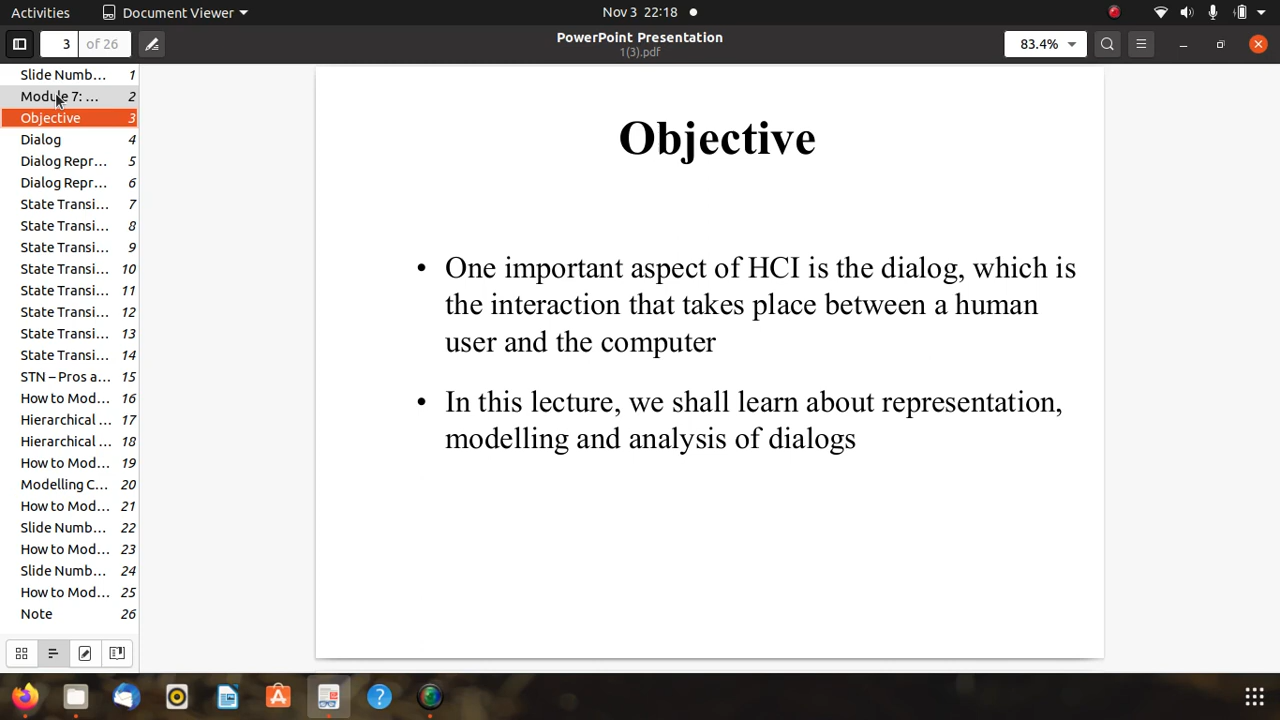 Activities
Document Viewer
Nov 3 22:18
3 of 26
PowerPoint Presentation
1(3).pdf
83.4%
Slide Numb... 1
Module 7: ... 2
Objective 3
Dialog 4
Dialog Repr... 5
Dialog Repr... 6
State Transi... 7
State Transi... 8
State Transi... 9
State Transi... 10
State Transi... 11
State Transi... 12
State Transi... 13
State Transi... 14
STN – Pros a... 15
How to Mod... 16
Hierarchical ... 17
Hierarchical ... 18
How to Mod... 19
Modelling C... 20
How to Mod... 21
Slide Numb... 22
How to Mod... 23
Slide Numb... 24
How to Mod... 25
Note 26
Objective
• One important aspect of HCI is the dialog, which is
the interaction that takes place between a human
user and the computer
• In this lecture, we shall learn about representation,
modelling and analysis of dialogs